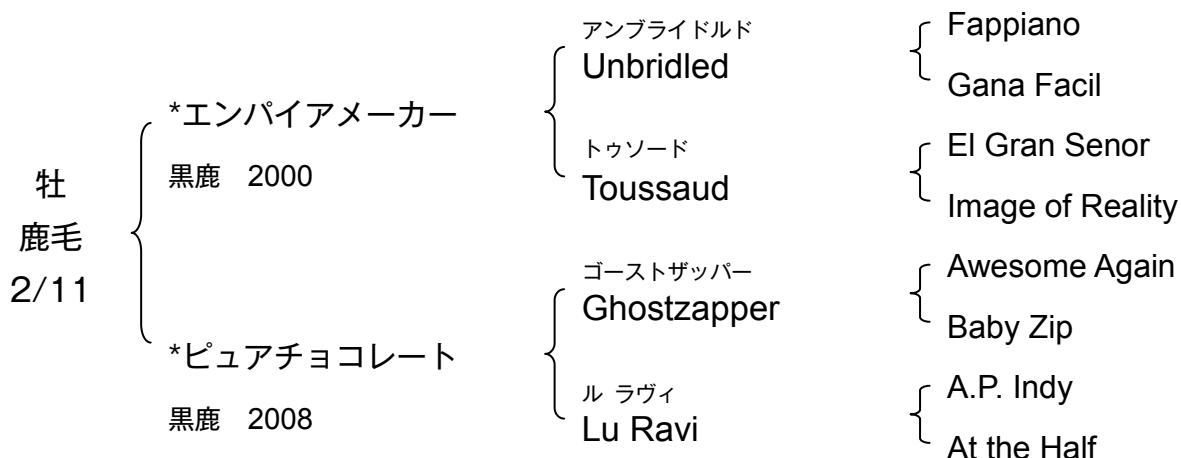 牡
鹿毛
2/11
*エンパイアメーカー
黒鹿　2000
*ピュアチョコレート
黒鹿　2008
アンブライドルド
Unbridled
トゥソード
Toussaud
ゴーストザッパー
Ghostzapper
ル ラヴィ
Lu Ravi
Fappiano
Gana Facil
El Gran Senor
Image of Reality
Awesome Again
Baby Zip
A.P. Indy
At the Half